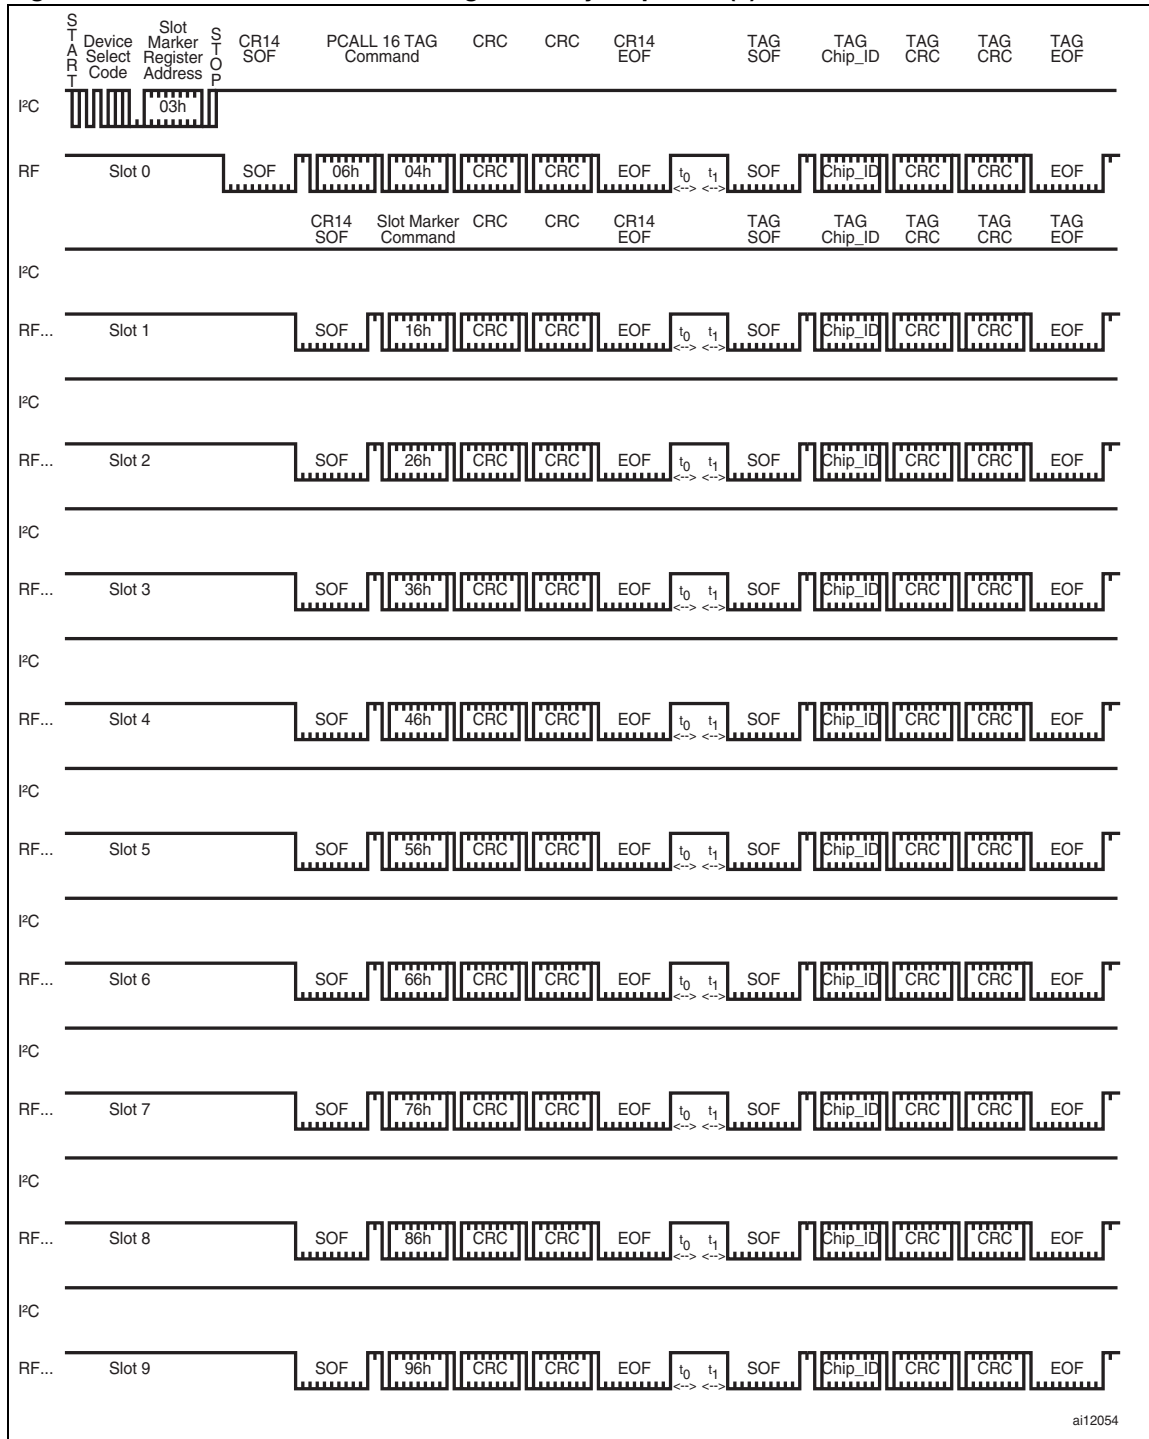 START Device Select Code Slot Marker Register Address STOP CR14 SOF PCALL 16 TAG Command CRC CRC CR14 EOF TAG SOF TAG Chip_ID TAG CRC TAG CRC TAG EOF
I²C 03h
RF Slot 0 SOF 06h 04h CRC CRC EOF t0 t1 SOF Chip_ID CRC CRC EOF
<--> <-->
CR14 SOF Slot Marker Command CRC CRC CR14 EOF TAG SOF TAG Chip_ID TAG CRC TAG CRC TAG EOF
I²C
RF... Slot 1 SOF 16h CRC CRC EOF t0 t1 SOF Chip_ID CRC CRC EOF
<--> <-->
I²C
RF... Slot 2 SOF 26h CRC CRC EOF t0 t1 SOF Chip_ID CRC CRC EOF
<--> <-->
I²C
RF... Slot 3 SOF 36h CRC CRC EOF t0 t1 SOF Chip_ID CRC CRC EOF
<--> <-->
I²C
RF... Slot 4 SOF 46h CRC CRC EOF t0 t1 SOF Chip_ID CRC CRC EOF
<--> <-->
I²C
RF... Slot 5 SOF 56h CRC CRC EOF t0 t1 SOF Chip_ID CRC CRC EOF
<--> <-->
I²C
RF... Slot 6 SOF 66h CRC CRC EOF t0 t1 SOF Chip_ID CRC CRC EOF
<--> <-->
I²C
RF... Slot 7 SOF 76h CRC CRC EOF t0 t1 SOF Chip_ID CRC CRC EOF
<--> <-->
I²C
RF... Slot 8 SOF 86h CRC CRC EOF t0 t1 SOF Chip_ID CRC CRC EOF
<--> <-->
I²C
RF... Slot 9 SOF 96h CRC CRC EOF t0 t1 SOF Chip_ID CRC CRC EOF
<--> <-->
ai12054